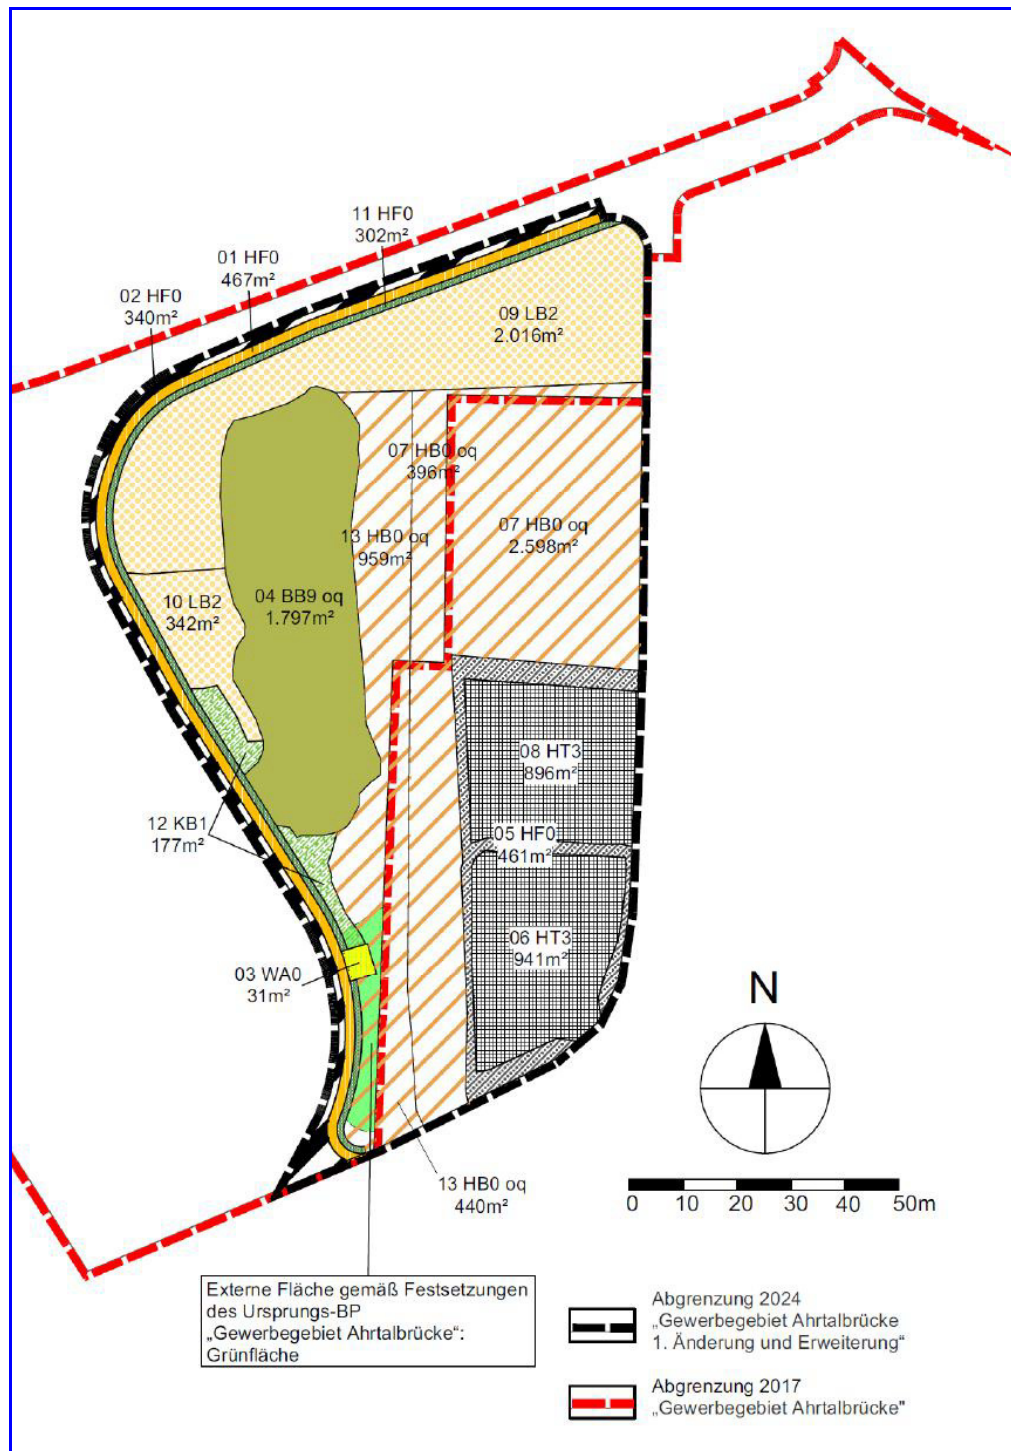 11 HF0
302m²
01 HF0
467m²
02 HF0
340m²
09 LB2
2.016m²
07 HB0 oq
396m²
07 HB0 oq
2.598m²
13 HB0 oq
959m²
04 BB9 oq
1.797m²
10 LB2
342m²
08 HT3
896m²
12 KB1
177m²
05 HF0
461m²
06 HT3
941m²
03 WA0
31m²
N
13 HB0 oq
440m²
0 10 20 30 40 50m
Externe Fläche gemäß Festsetzungen
des Ursprungs-BP
„Gewerbegebiet Ahrtalbrücke“:
Grünfläche
Abgrenzung 2024
„Gewerbegebiet Ahrtalbrücke
1. Änderung und Erweiterung“
Abgrenzung 2017
„Gewerbegebiet Ahrtalbrücke“